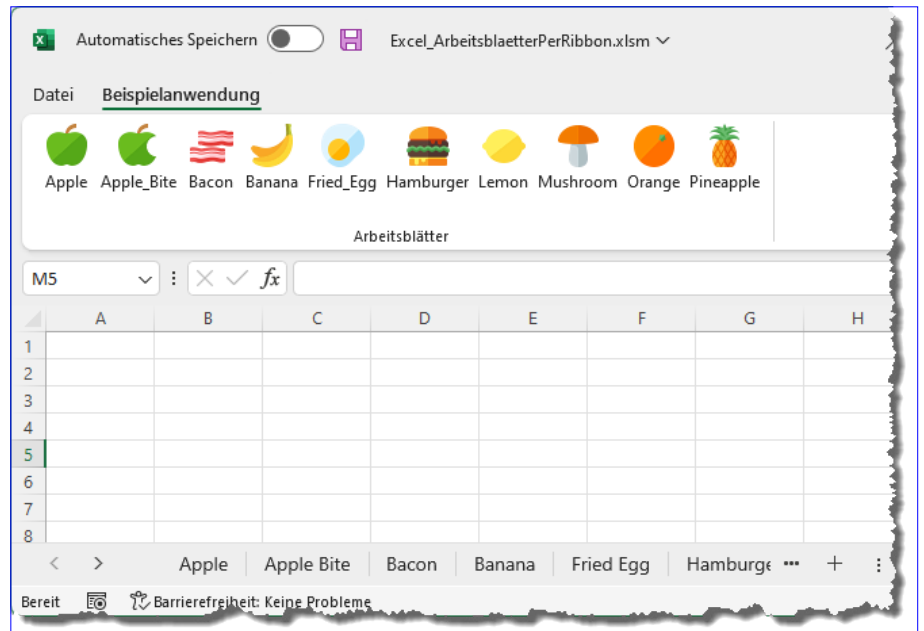 Automatisches Speichern Excel_ArbeitsblaetterPerRibbon.xlsm
Datei Beispielanwendung
Apple Apple_Bite Bacon Banana Fried_Egg Hamburger Lemon Mushroom Orange Pineapple
Arbeitsblätter
M5 fx
A B C D E F G H
1
2
3
4
5
6
7
8
Apple Apple Bite Bacon Banana Fried Egg Hamburge ···
Bereit Barrierefreiheit: Keine Probleme